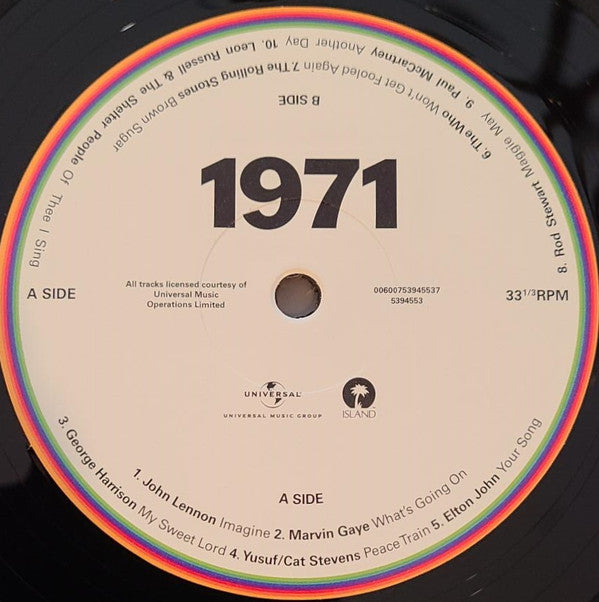 6. The Who Won't Get Fooled Again 7. The Rolling Stones Brown Sugar
8. Rod Stewart Maggie May 9. Paul McCartney Another Day 10. Leon Russell & The Shelter People Of Thee I Sing
B SIDE
1971
A SIDE
All tracks licensed courtesy of
Universal Music
Operations Limited
00600753945537
5394553
33 1/3 RPM
UNIVERSAL
UNIVERSAL MUSIC GROUP
ISLAND
A SIDE
1. John Lennon Imagine 2. Marvin Gaye What's Going On
3. George Harrison My Sweet Lord 4. Yusuf/Cat Stevens Peace Train 5. Elton John Your Song